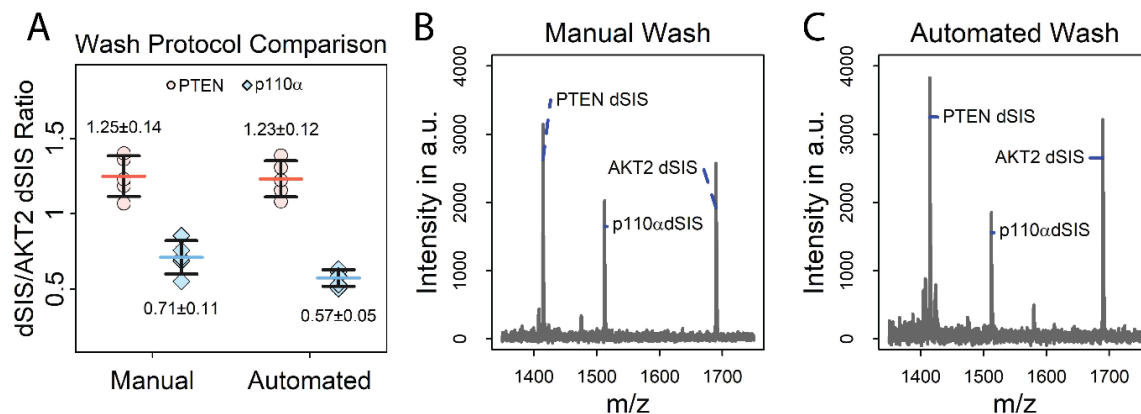 A
Wash Protocol Comparison
PTEN p110α
1.25±0.14
1.23±0.12
0.71±0.11
0.57±0.05
dSIS/AKT2 dSIS Ratio
1.5
1
0.5
Manual
Automated
B
Manual Wash
PTEN dSIS
AKT2 dSIS
p110αdSIS
Intensity in a.u.
4000
3000
2000
1000
0
1400 1500 1600 1700
m/z
C
Automated Wash
PTEN dSIS
AKT2 dSIS
p110αdSIS
Intensity in a.u.
4000
3000
2000
1000
0
1400 1500 1600 1700
m/z